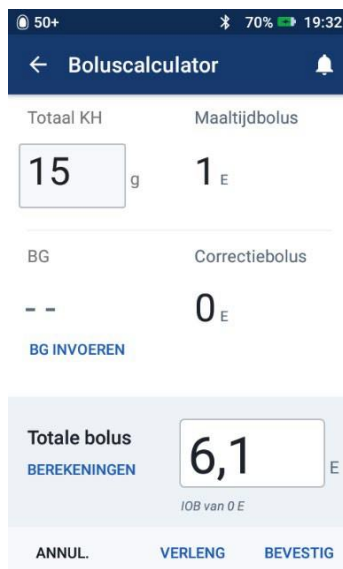 50+ 70% 19:32
← Boluscalculator
Totaal KH Maaltijdbolus
15 g 1 E
BG Correctiebolus
- - 0 E
BG INVOEREN
Totale bolus 6,1 E
BEREKENINGEN
IOB van 0 E
ANNUL. VERLENG BEVESTIG